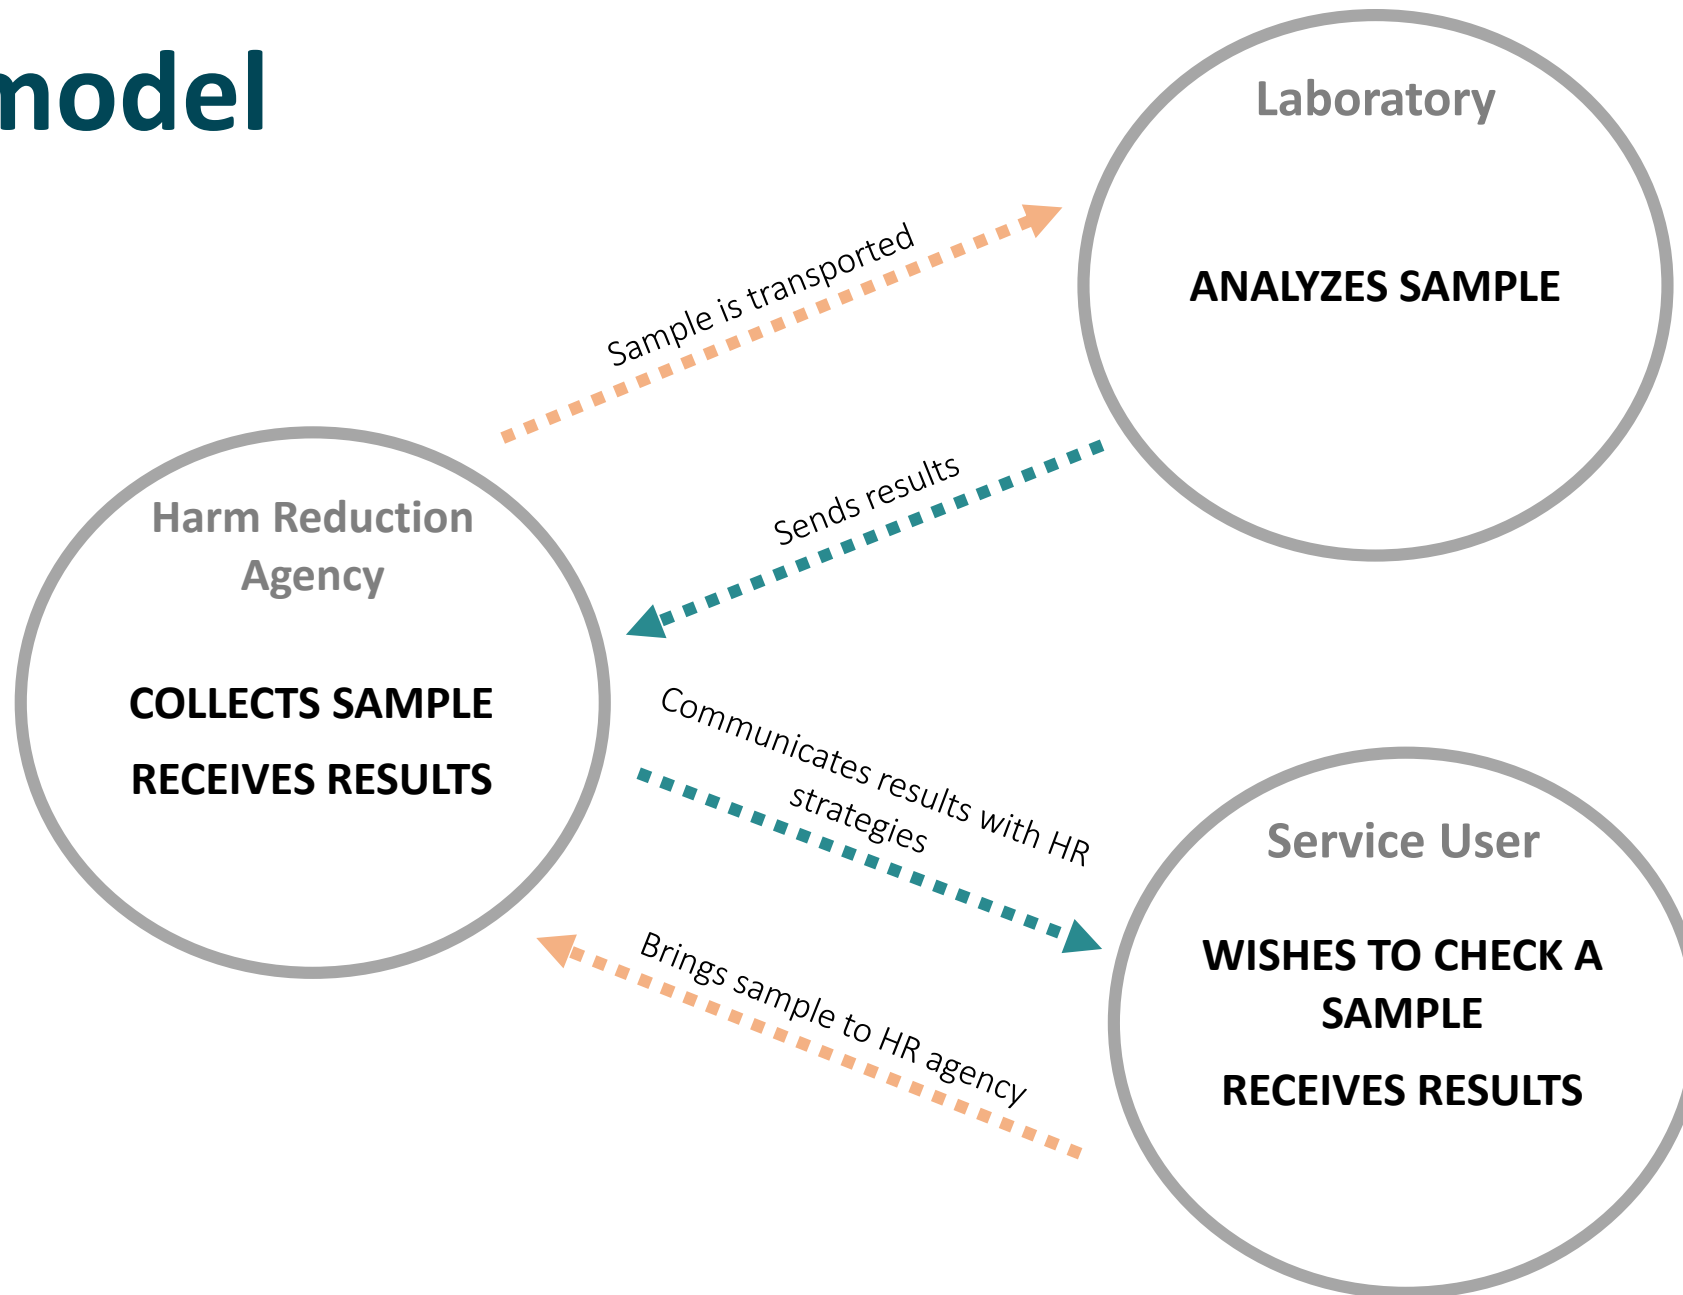 model
Laboratory
ANALYZES SAMPLE
Sample is transported
Sends results
Harm Reduction
Agency
COLLECTS SAMPLE
RECEIVES RESULTS
Communicates results with HR
strategies
Brings sample to HR agency
Service User
WISHES TO CHECK A
SAMPLE
RECEIVES RESULTS